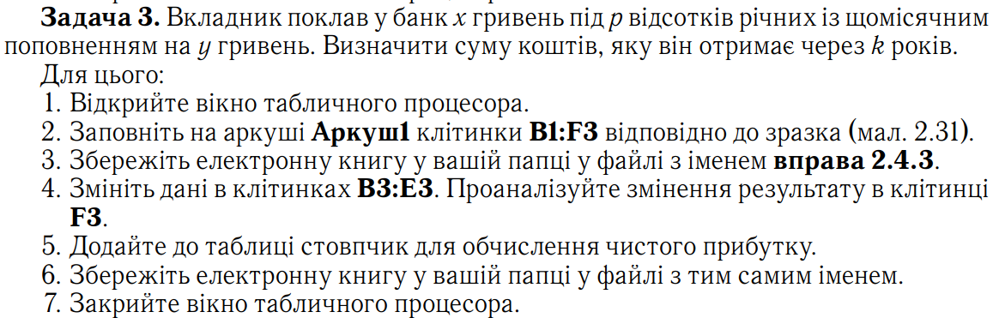 Задача 3. Вкладник поклав у банк x гривень під p відсотків річних із щомісячним
поповненням на y гривень. Визначити суму коштів, яку він отримає через k років.
Для цього:
1. Відкрийте вікно табличного процесора.
2. Заповніть на аркуші Аркуш1 клітинки B1:F3 відповідно до зразка (мал. 2.31).
3. Збережіть електронну книгу у вашій папці у файлі з іменем вправа 2.4.3.
4. Змініть дані в клітинках B3:E3. Проаналізуйте змінення результату в клітинці
F3.
5. Додайте до таблиці стовпчик для обчислення чистого прибутку.
6. Збережіть електронну книгу у вашій папці у файлі з тим самим іменем.
7. Закрийте вікно табличного процесора.